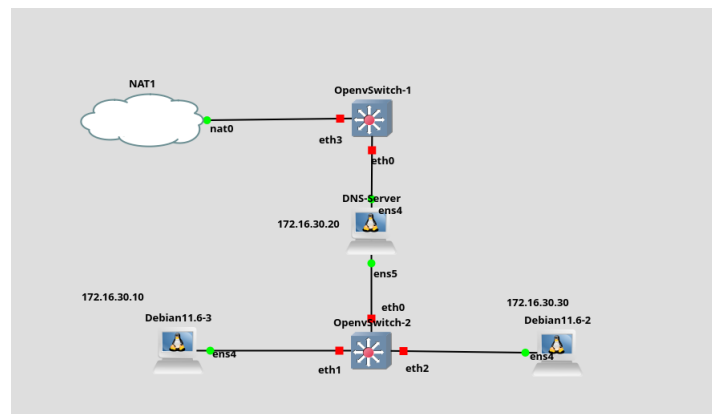 NAT1
OpenvSwitch-1
nat0
eth3
eth0
DNS-Server
ens4
172.16.30.20
ens5
172.16.30.10
172.16.30.30
eth0
Debian11.6-3
OpenvSwitch-2
Debian11.6-2
ens4
eth1
eth2
ens4